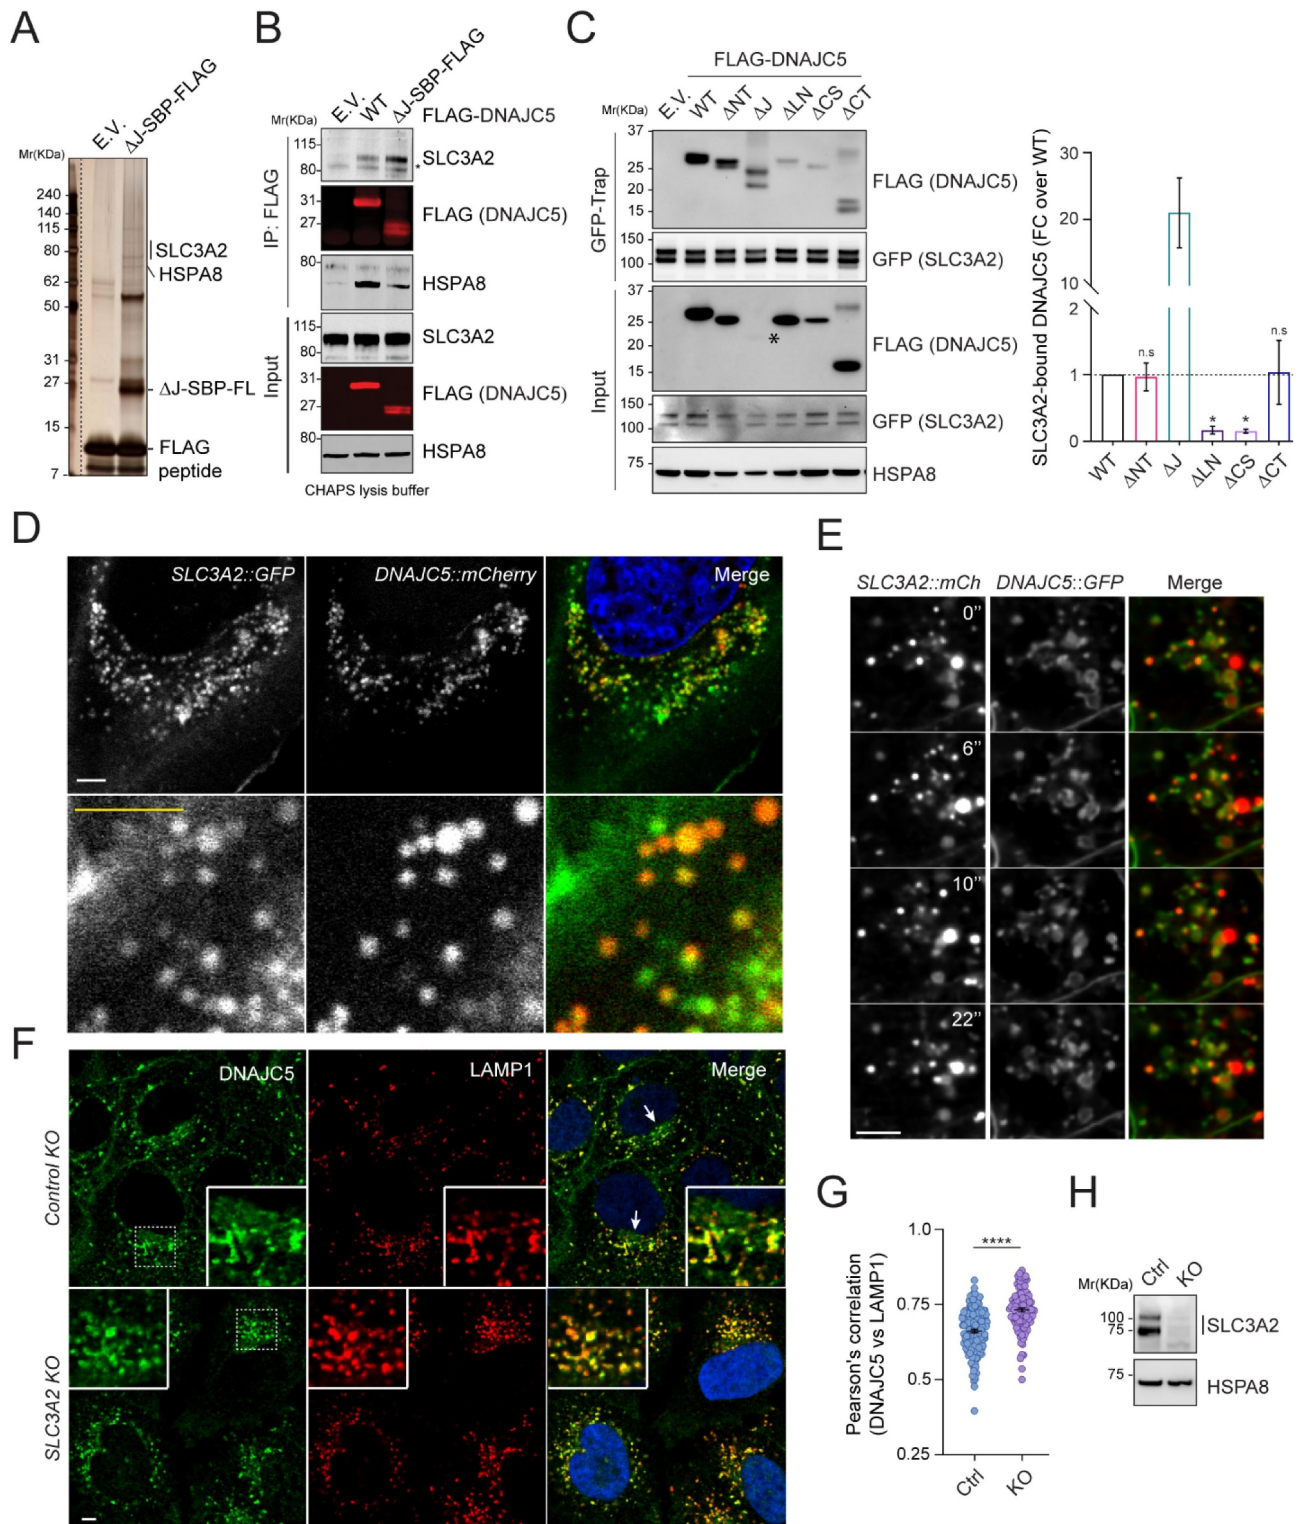 A
E.V.
ΔJ-SBP-FLAG
Mr(KDa)
240
140
115
80
62
50
31
27
15
7
SLC3A2
HSPA8
ΔJ-SBP-FL
FLAG
peptide
B
E.V.
WT
ΔJ-SBP-FLAG
FLAG-DNAJC5
Mr(KDa)
IP: FLAG
115
80
SLC3A2
*
31
27
FLAG (DNAJC5)
80
HSPA8
Input
115
80
SLC3A2
31
27
FLAG (DNAJC5)
80
HSPA8
CHAPS lysis buffer
C
FLAG-DNAJC5
E.V.
WT
ΔNT
ΔJ
ΔLN
ΔCS
ΔCT
Mr(KDa)
GFP-Trap
37
25
20
15
FLAG (DNAJC5)
150
100
GFP (SLC3A2)
Input
37
25
20
15
*
FLAG (DNAJC5)
150
100
GFP (SLC3A2)
75
HSPA8
SLC3A2-bound DNAJC5 (FC over WT)
30
20
10
2
1
0
n.s
*
*
n.s
WT
ΔNT
ΔJ
ΔLN
ΔCS
ΔCT
D
SLC3A2::GFP
DNAJC5::mCherry
Merge
E
SLC3A2::mCh
DNAJC5::GFP
Merge
0’’
6’’
10’’
22’’
F
DNAJC5
LAMP1
Merge
Control KO
SLC3A2 KO
G
Pearson's correlation
(DNAJC5 vs LAMP1)
1.0
0.75
0.5
0.25
****
Ctrl
KO
H
Ctrl
KO
Mr(KDa)
100
75
SLC3A2
75
HSPA8